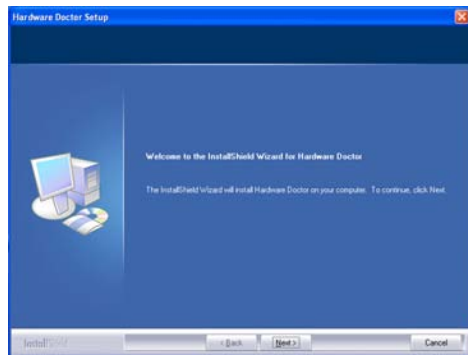 Hardware Doctor Setup
Welcome to the InstallShield Wizard for Hardware Doctor
The InstallShield Wizard will install Hardware Doctor on your computer. To continue, click Next.
InstallShield
< Back
Next >
Cancel